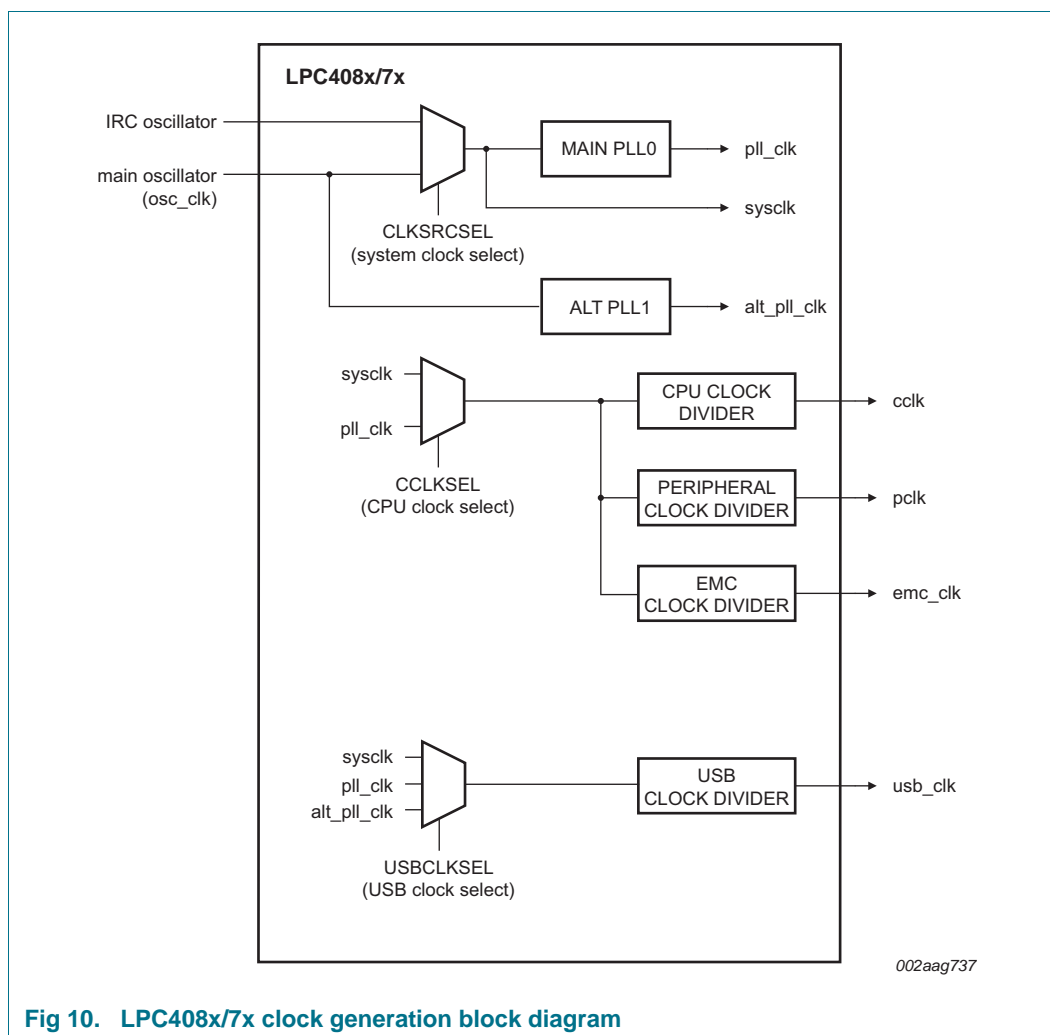 LPC408x/7x
IRC oscillator
main oscillator
(osc_clk)
MAIN PLL0
pll_clk
sysclk
CLKSRCSEL
(system clock select)
ALT PLL1
alt_pll_clk
sysclk
pll_clk
CPU CLOCK
DIVIDER
cclk
CCLKSEL
(CPU clock select)
PERIPHERAL
CLOCK DIVIDER
pclk
EMC
CLOCK DIVIDER
emc_clk
sysclk
pll_clk
alt_pll_clk
USB
CLOCK DIVIDER
usb_clk
USBCLKSEL
(USB clock select)
002aag737
Fig 10. LPC408x/7x clock generation block diagram